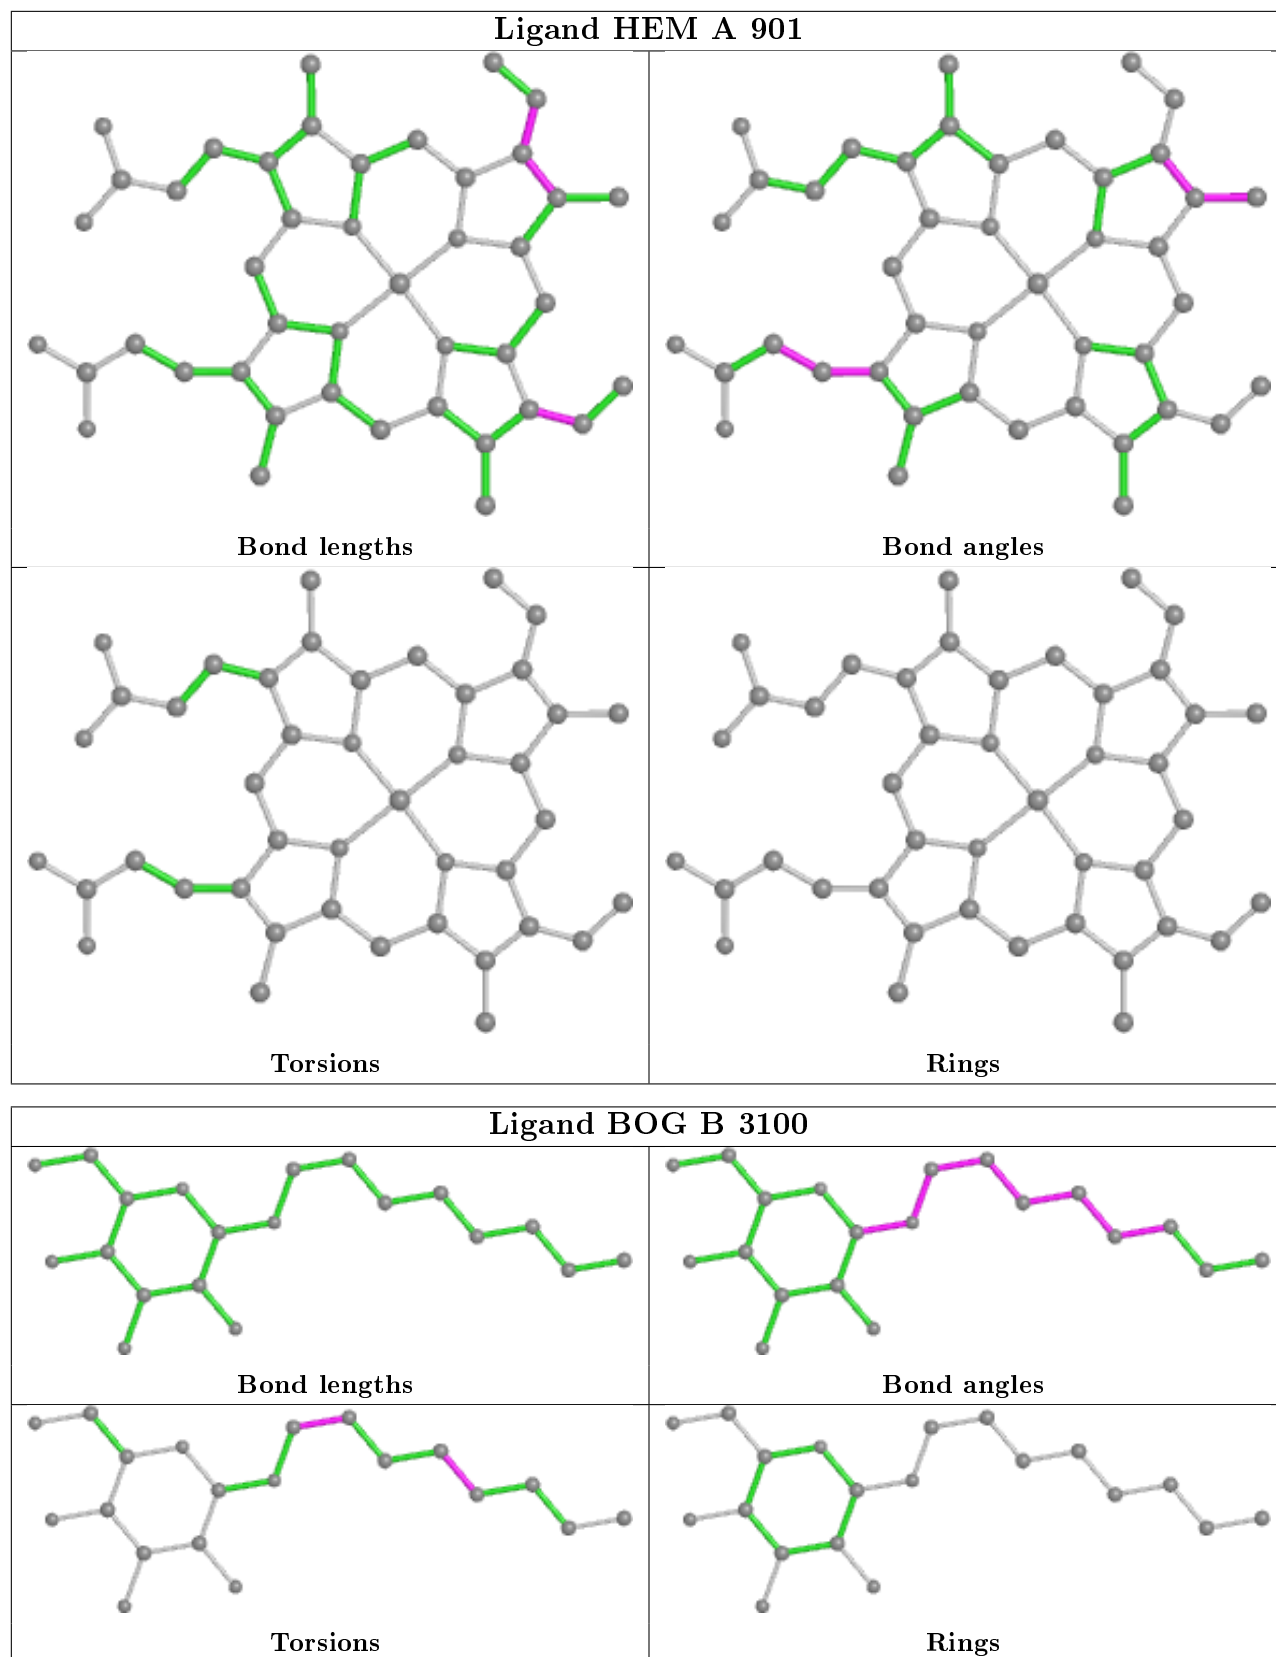 Ligand HEM A 901
Bond lengths
Bond angles
Torsions
Rings
Ligand BOG B 3100
Bond lengths
Bond angles
Torsions
Rings